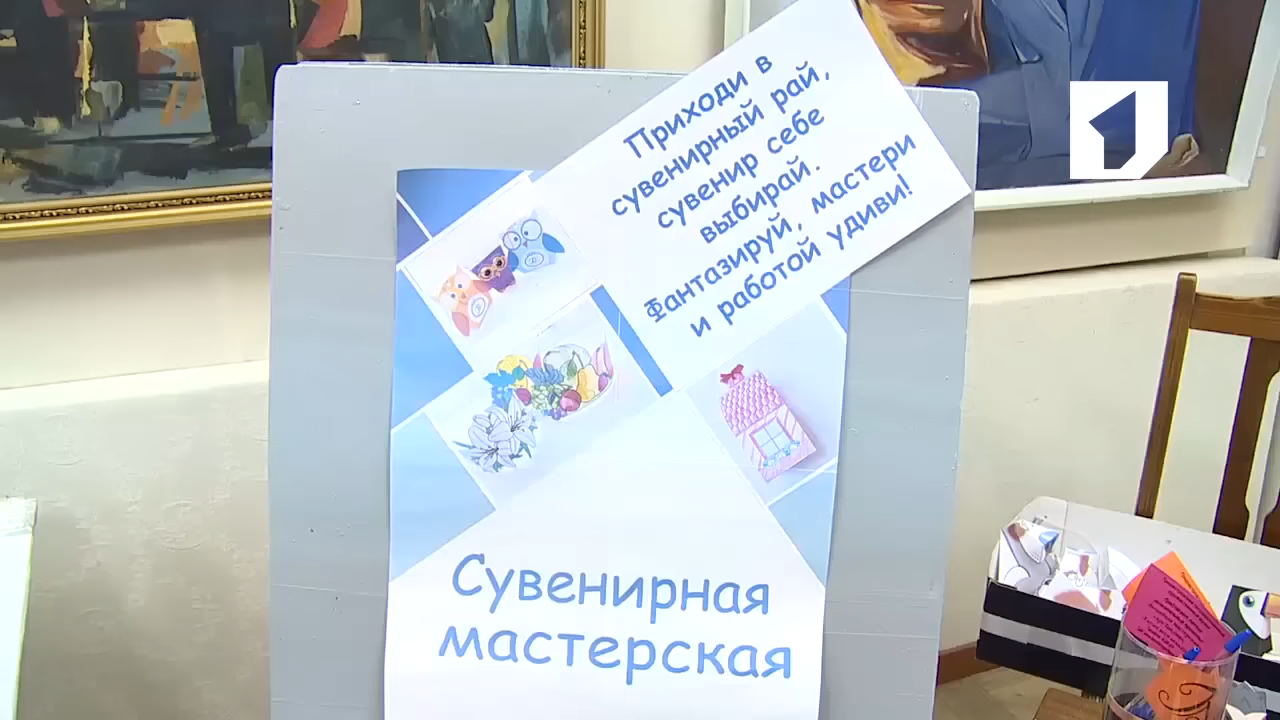 Приходи в
сувенирный рай,
сувенир себе
выбирай.
Фантазируй, мастери
и работой удиви!
Сувенирная
мастерская